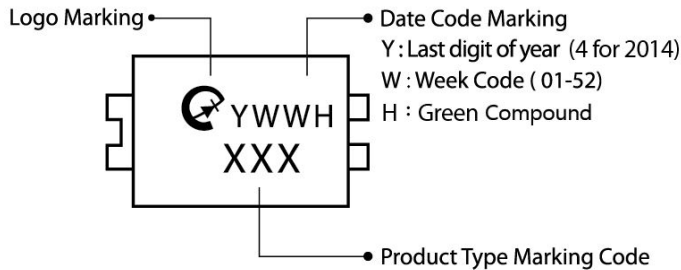 Logo Marking
Date Code Marking
Y : Last digit of year (4 for 2014)
W : Week Code ( 01-52)
H : Green Compound
YWWH
XXX
Product Type Marking Code